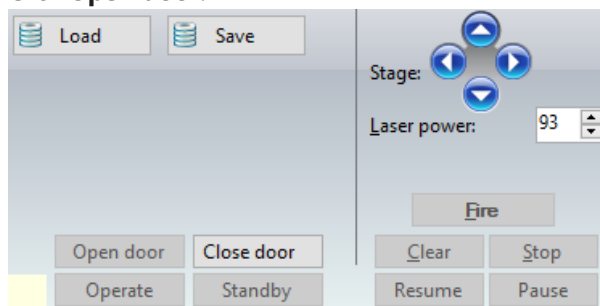 Load Save
Stage:
Laser power: 93
Fire
Open door Close door Clear Stop
Operate Standby Resume Pause